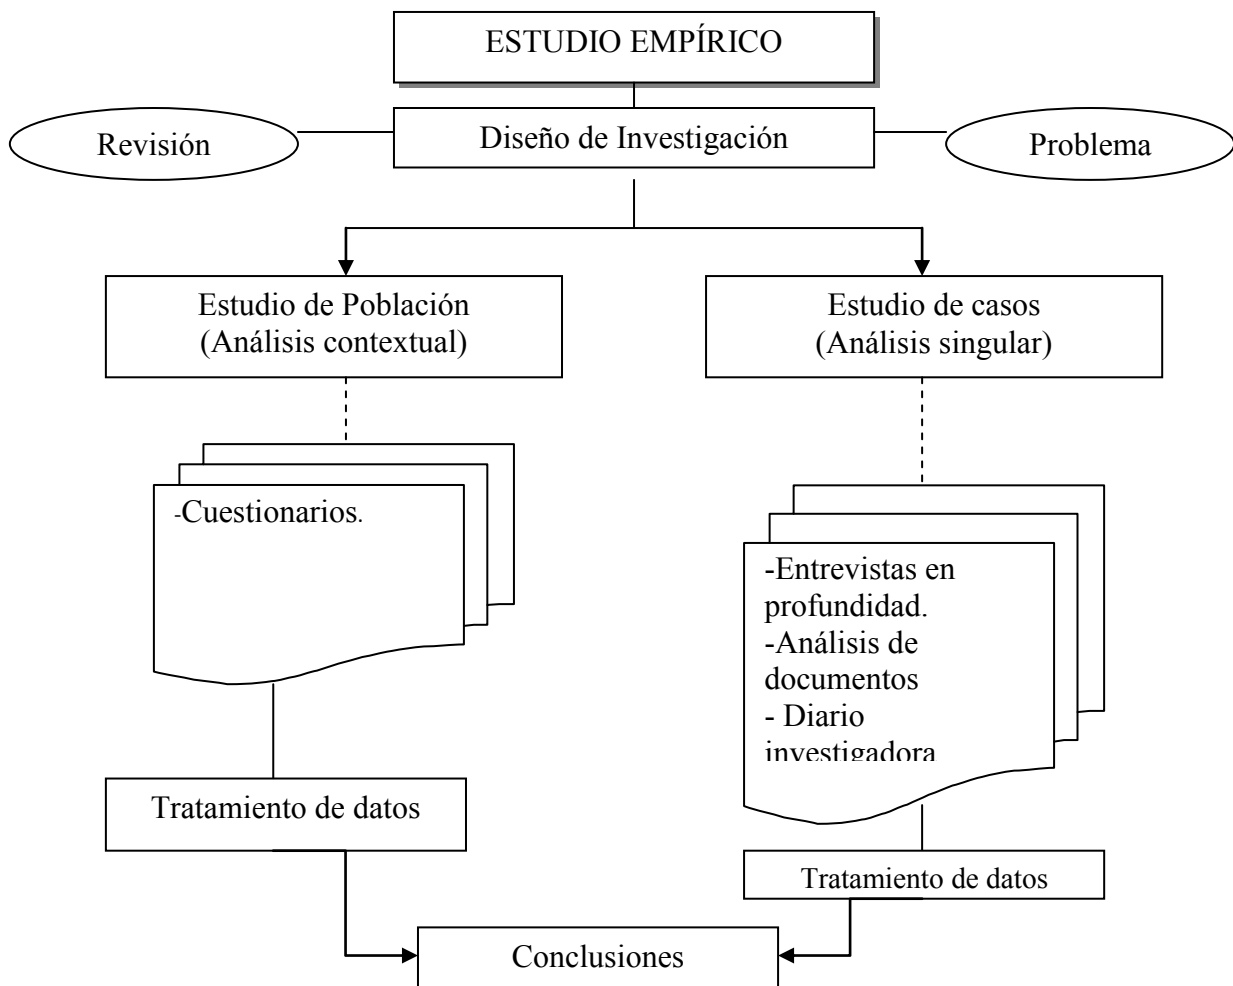 ESTUDIO EMPÍRICO
Revisión
Diseño de Investigación
Problema
Estudio de Población
(Análisis contextual)
Estudio de casos
(Análisis singular)
-Cuestionarios.
-Entrevistas en
profundidad.
-Análisis de
documentos
- Diario
investigadora
Tratamiento de datos
Tratamiento de datos
Conclusiones